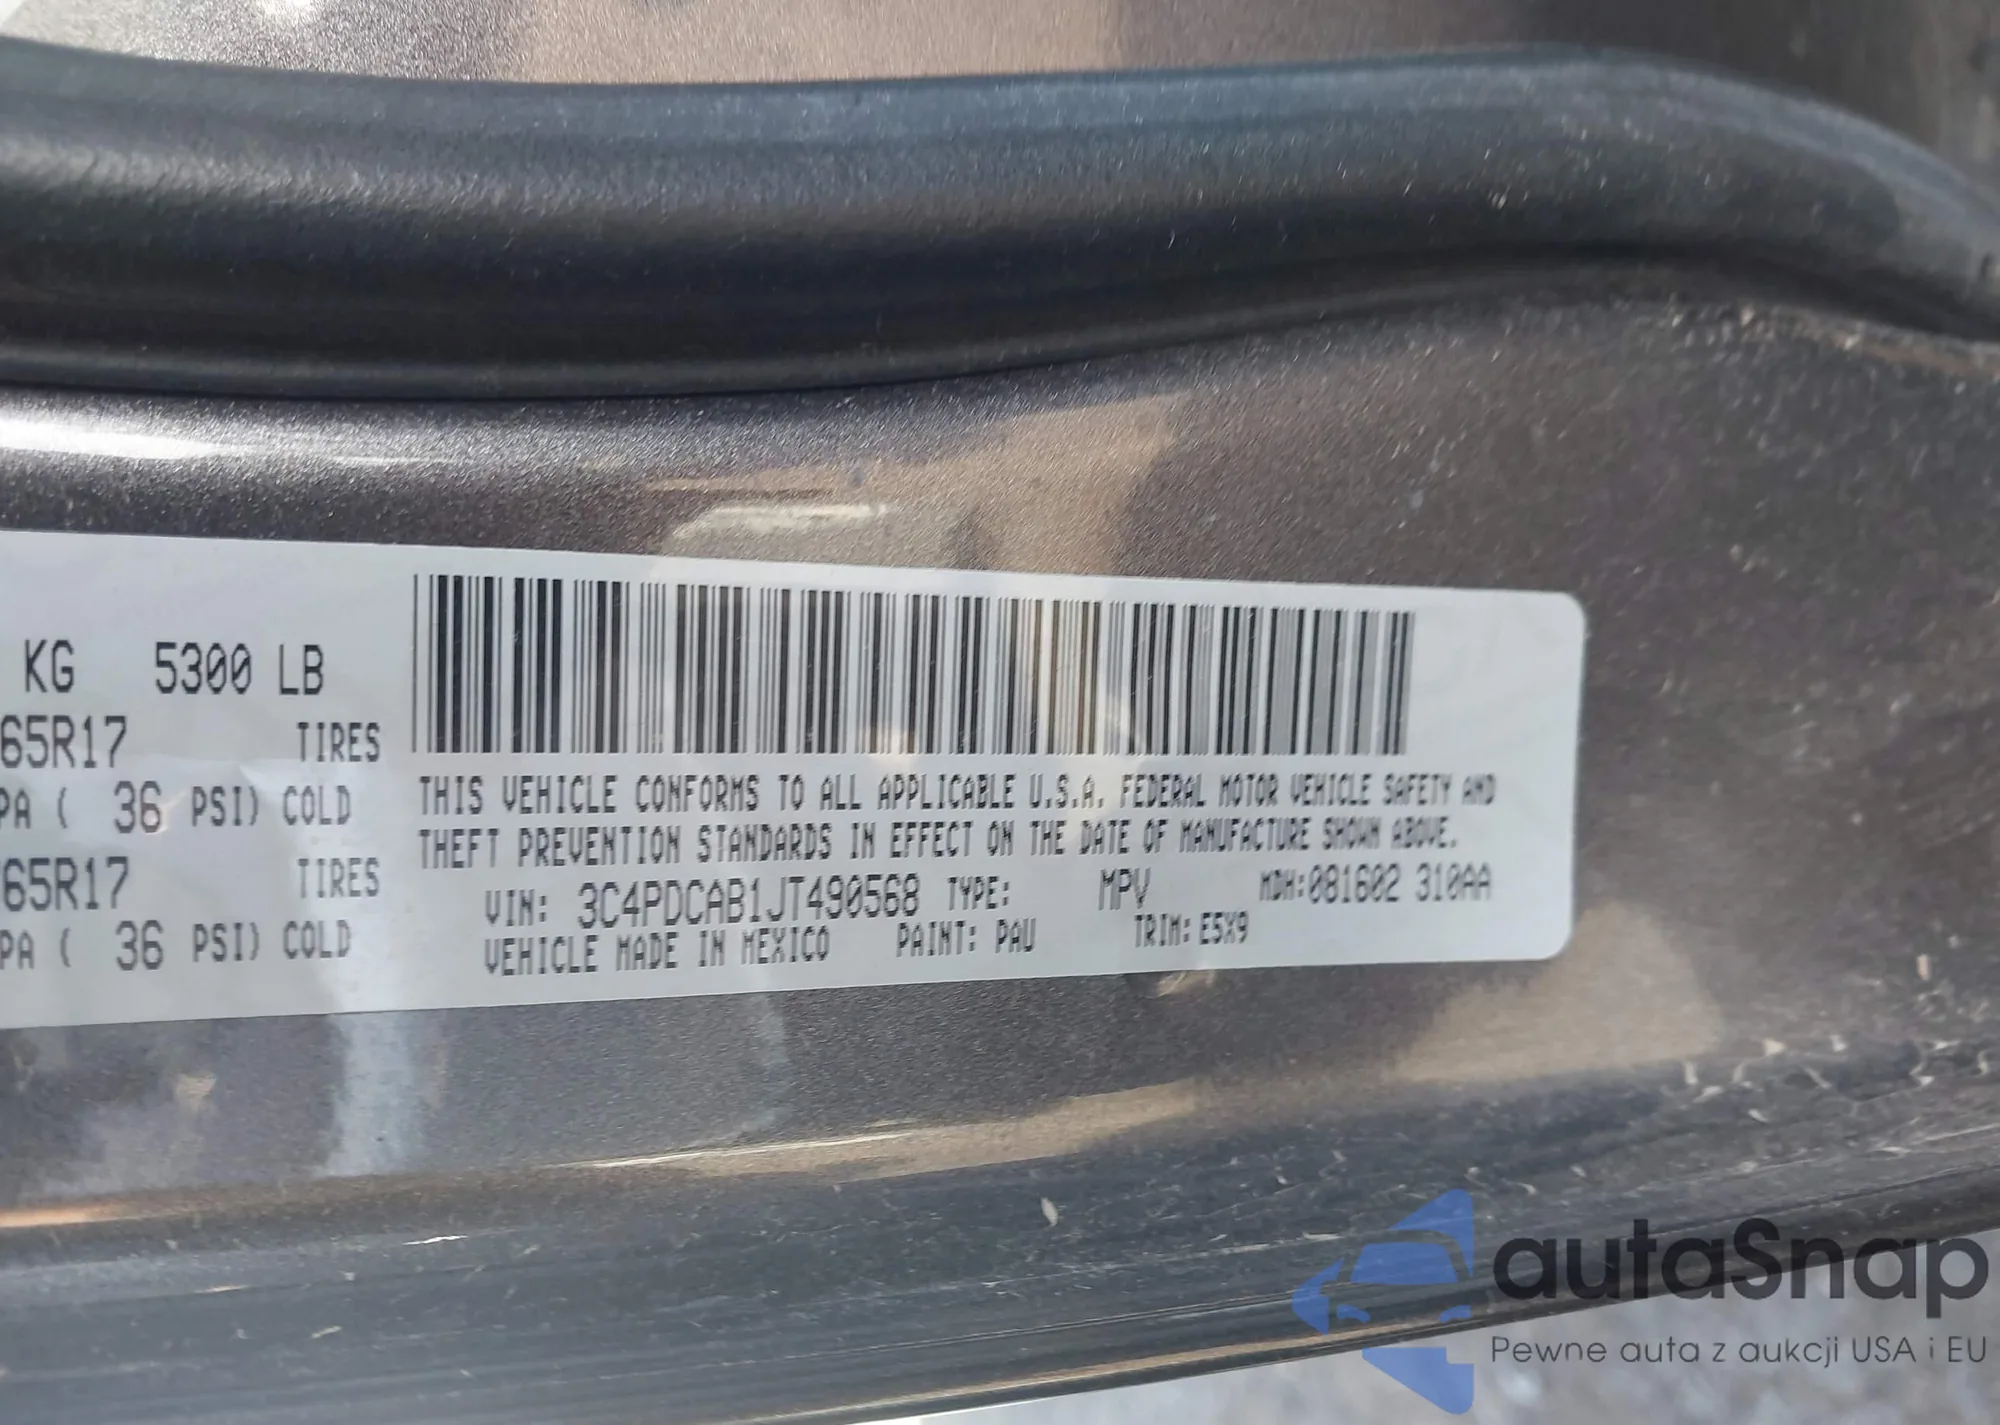 KG 5300 LB
65R17 TIRES
PA ( 36 PSI) COLD
65R17 TIRES
PA ( 36 PSI) COLD
THIS VEHICLE CONFORMS TO ALL APPLICABLE U.S.A. FEDERAL MOTOR VEHICLE SAFETY AND
THEFT PREVENTION STANDARDS IN EFFECT ON THE DATE OF MANUFACTURE SHOWN ABOVE.
VIN: 3C4PDCAB1JT490568 TYPE: MPV MDH:081602 310AA
VEHICLE MADE IN MEXICO PAINT: PAU TRIM: E5X9
autaSnap
Pewne auta z aukcji USA i EU